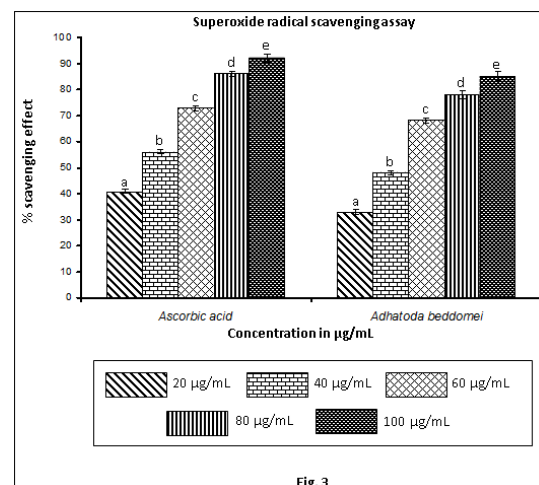 Superoxide radical scavenging assay
% scavenging effect
100
90
80
70
60
50
40
30
20
10
0
a
b
c
d
e
a
b
c
d
e
Ascorbic acid
Adhatoda beddomei
Concentration in µg/mL
20 µg/mL
40 µg/mL
60 µg/mL
80 µg/mL
100 µg/mL
Fig. 3